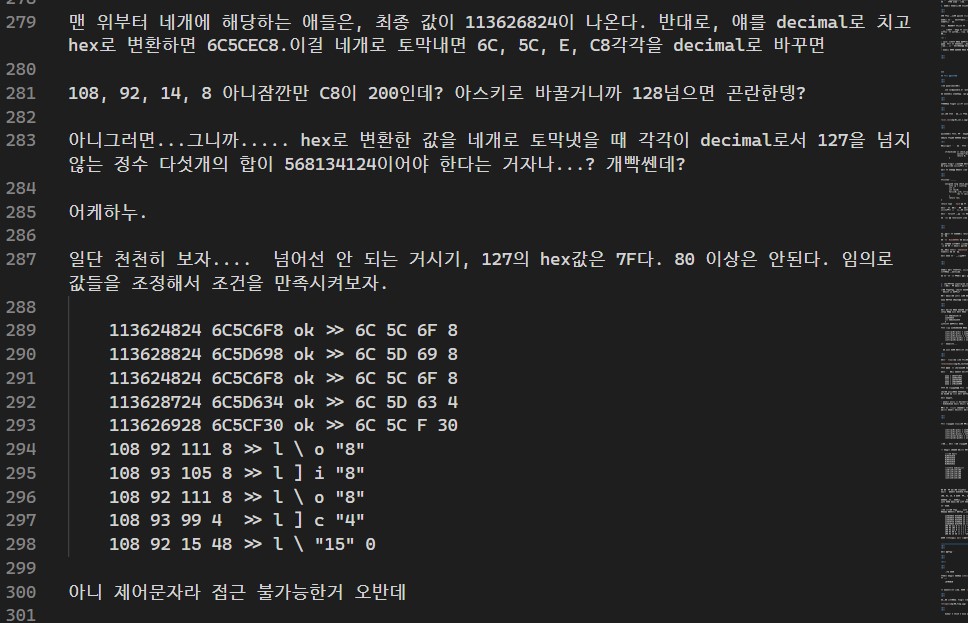 278
279 맨 위부터 네개에 해당하는 애들은, 최종 값이 113626824이 나온다. 반대로, 얘를 decimal로 치고
hex로 변환하면 6C5CEC8.이걸 네개로 토막내면 6C, 5C, E, C8각각을 decimal로 바꾸면
280
281 108, 92, 14, 8 아니잠깐만 C8이 200인데? 아스키로 바꿀거니까 128넘으면 곤란한뎅?
282
283 아니그러면...그니까..... hex로 변환한 값을 네개로 토막냇을 때 각각이 decimal로서 127을 넘지
않는 정수 다섯개의 합이 568134124이어야 한다는 거자나...? 개빡쎈데?
284
285 어케하누.
286
287 일단 천천히 보자.... 넘어선 안 되는 거시기, 127의 hex값은 7F다. 80 이상은 안된다. 임의로
값들을 조정해서 조건을 만족시켜보자.
288
289 113624824 6C5C6F8 ok >> 6C 5C 6F 8
290 113628824 6C5D698 ok >> 6C 5D 69 8
291 113624824 6C5C6F8 ok >> 6C 5C 6F 8
292 113628724 6C5D634 ok >> 6C 5D 63 4
293 113626928 6C5CF30 ok >> 6C 5C F 30
294 108 92 111 8 >> l \ o "8"
295 108 93 105 8 >> l ] i "8"
296 108 92 111 8 >> l \ o "8"
297 108 93 99 4 >> l ] c "4"
298 108 92 15 48 >> l \ "15" 0
299
300 아니 제어문자라 접근 불가능한거 오반데
301